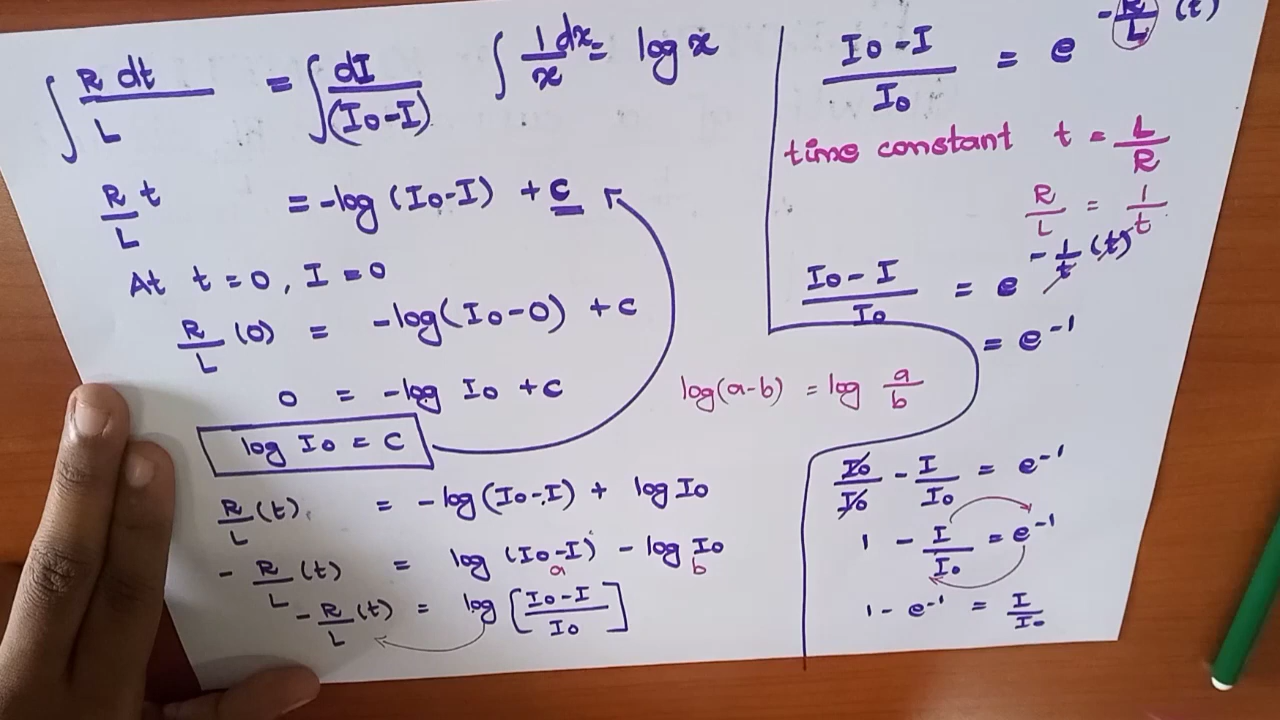 ∫ R dt / L = ∫ dI / (I₀-I)
∫ 1/x dx = log x
R/L t = -log (I₀-I) + c
At t = 0, I = 0
R/L (0) = -log(I₀-0) + c
0 = -log I₀ + c
log I₀ = c
R/L (t) = -log (I₀-I) + log I₀
- R/L (t) = log (I₀-I) - log I₀
a b
- R/L (t) = log [I₀-I / I₀]
log(a-b) = log a/b
I₀-I / I₀ = e^(-R/L (t))
time constant t = L/R
R/L = 1/t
I₀-I / I₀ = e^(-1/t (t))
= e⁻¹
I₀/I₀ - I/I₀ = e⁻¹
1 - I/I₀ = e⁻¹
1 - e⁻¹ = I/I₀